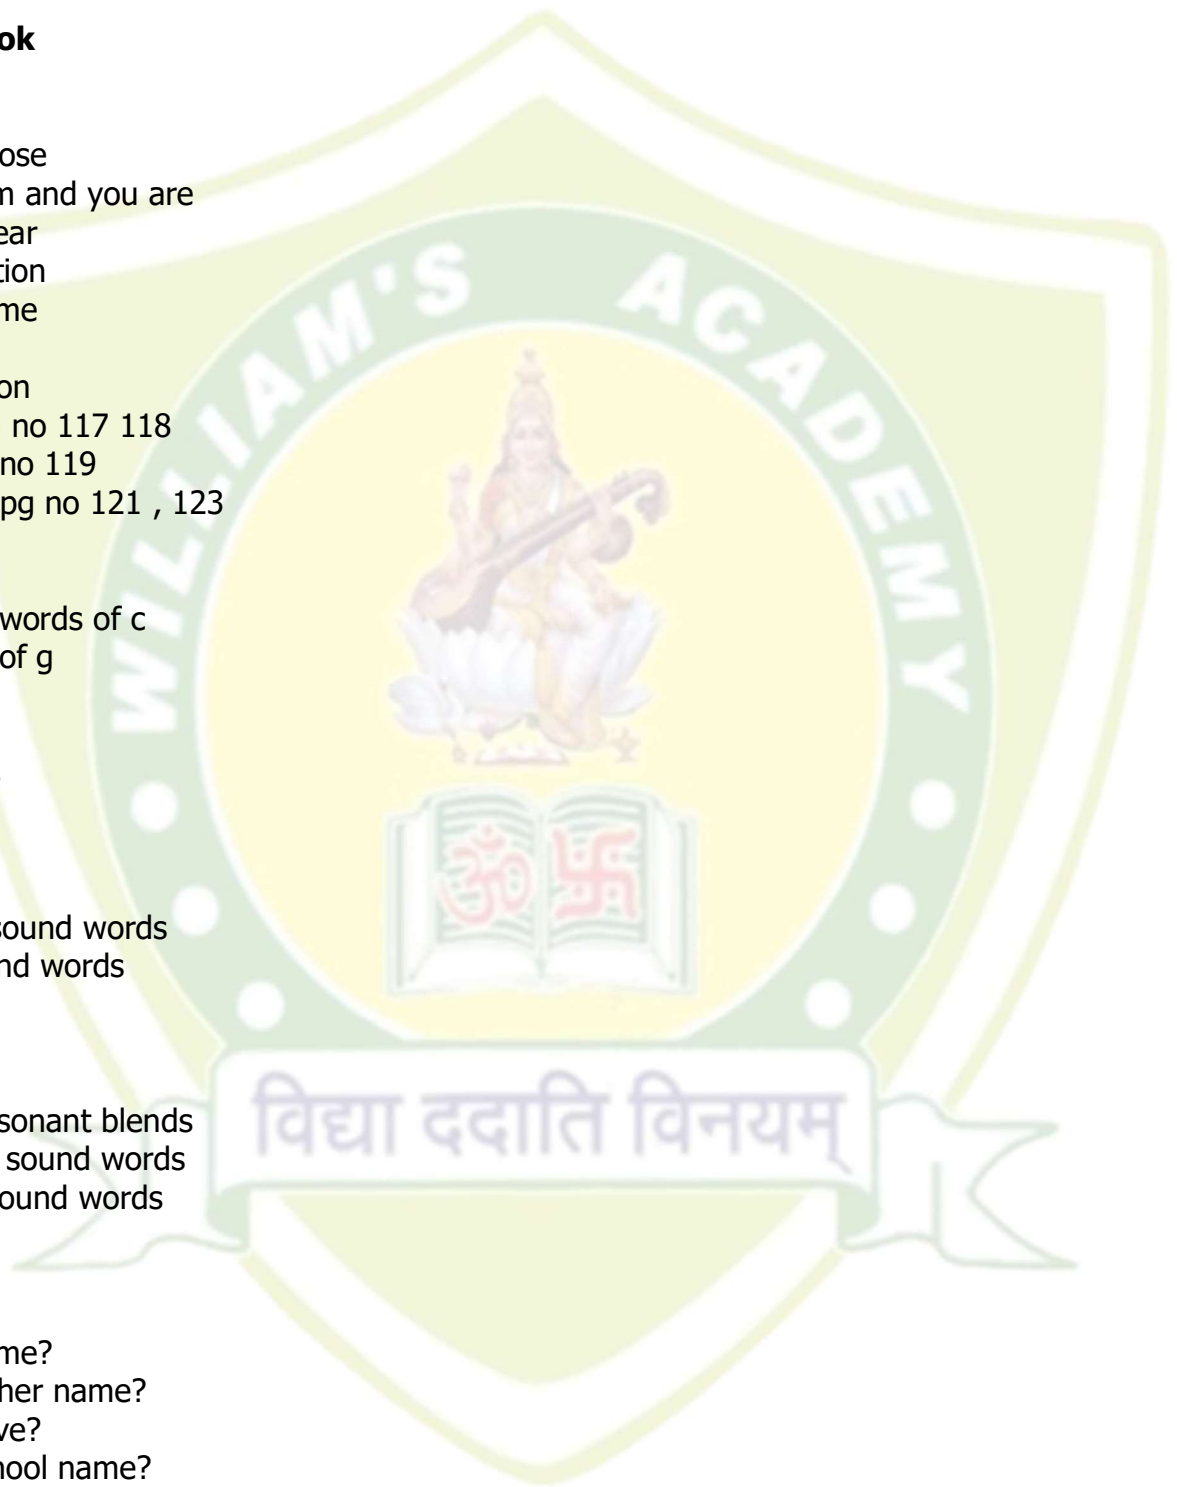 ok
ose
m and you are
ear
tion
me
on
no 117 118
no 119
pg no 121 , 123
words of c
of g
sound words
nd words
sonant blends
sound words
ound words
me?
her name?
ve?
hool name?
WILLIAM'S ACADEMY
ॐ
विद्या ददाति विनयम्